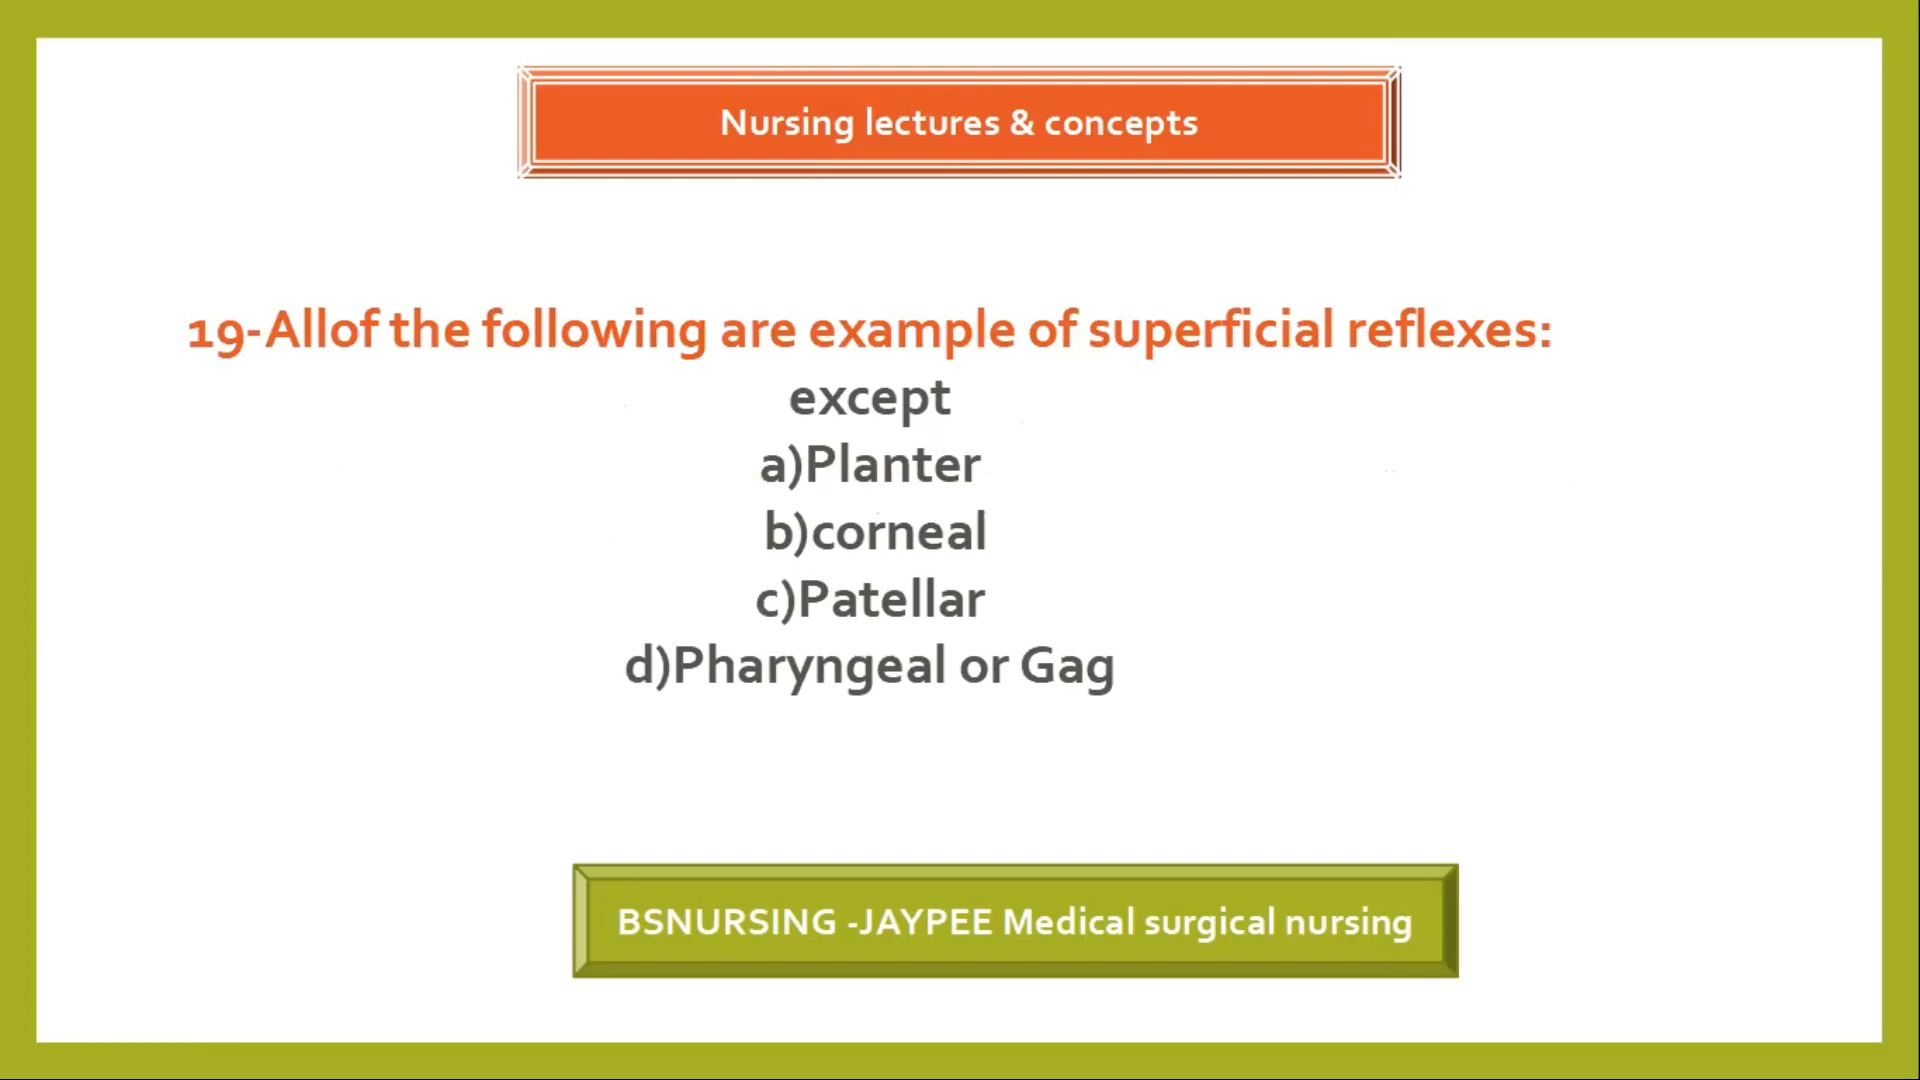 Nursing lectures & concepts
19-Allof the following are example of superficial reflexes:
except
a)Planter
b)corneal
c)Patellar
d)Pharyngeal or Gag
BSNURSING -JAYPEE Medical surgical nursing